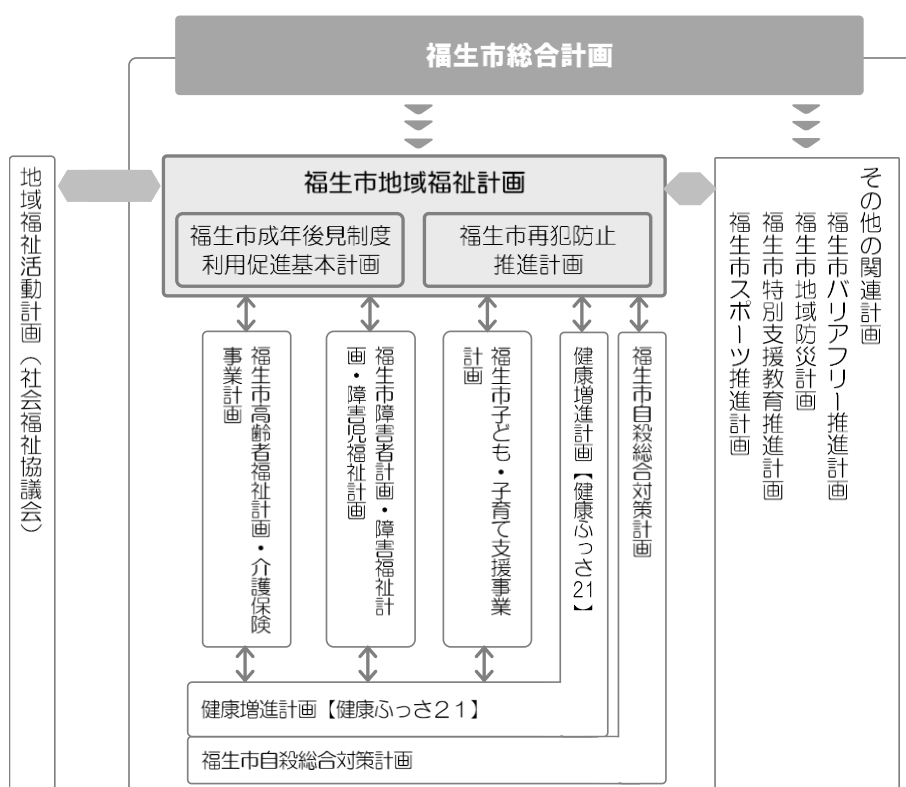 福生市総合計画
福生市地域福祉計画
福生市成年後見制度
利用促進基本計画
福生市再犯防止
推進計画
地域福祉活動計画（社会福祉協議会）
福生市高齢者福祉計画・介護保険
事業計画
福生市障害者計画・障害福祉計
画・障害児福祉計画
福生市子ども・子育て支援事業
計画
健康増進計画【健康ふっさ21】
福生市自殺総合対策計画
その他の関連計画
福生市バリアフリー推進計画
福生市地域防災計画
福生市特別支援教育推進計画
福生市スポーツ推進計画
健康増進計画【健康ふっさ２１】
福生市自殺総合対策計画